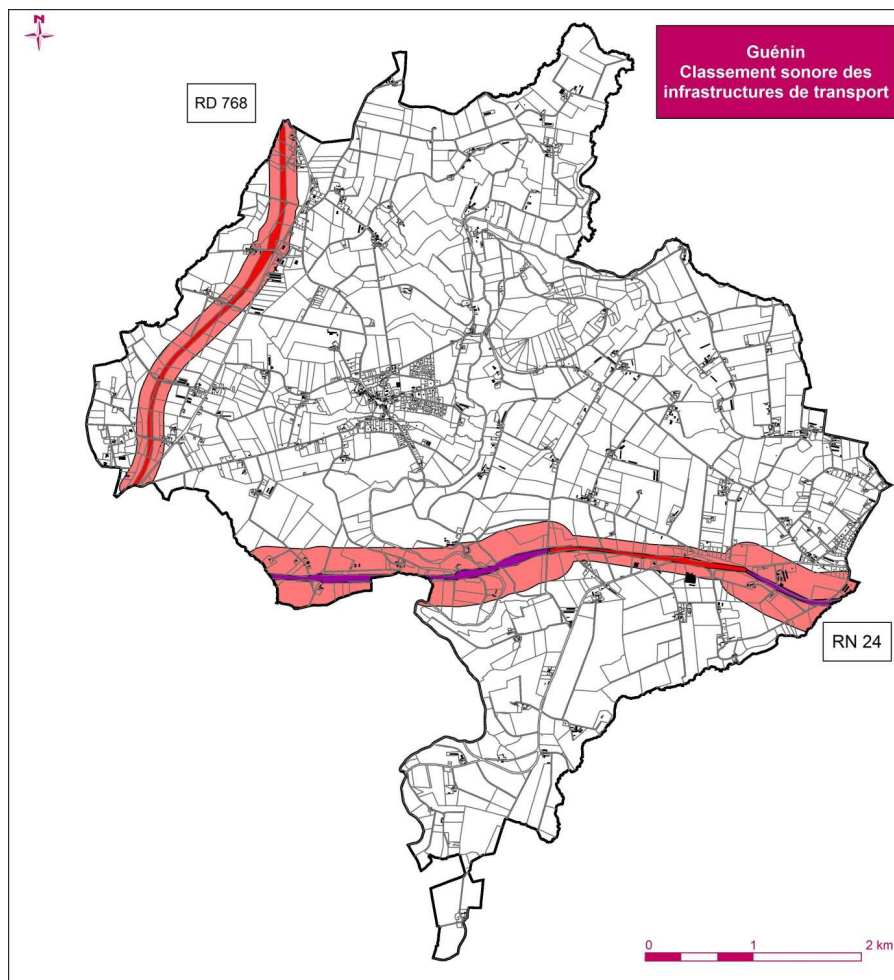 N
Guénin
Classement sonore des
infrastructures de transport
RD 768
RN 24
0 1 2 km